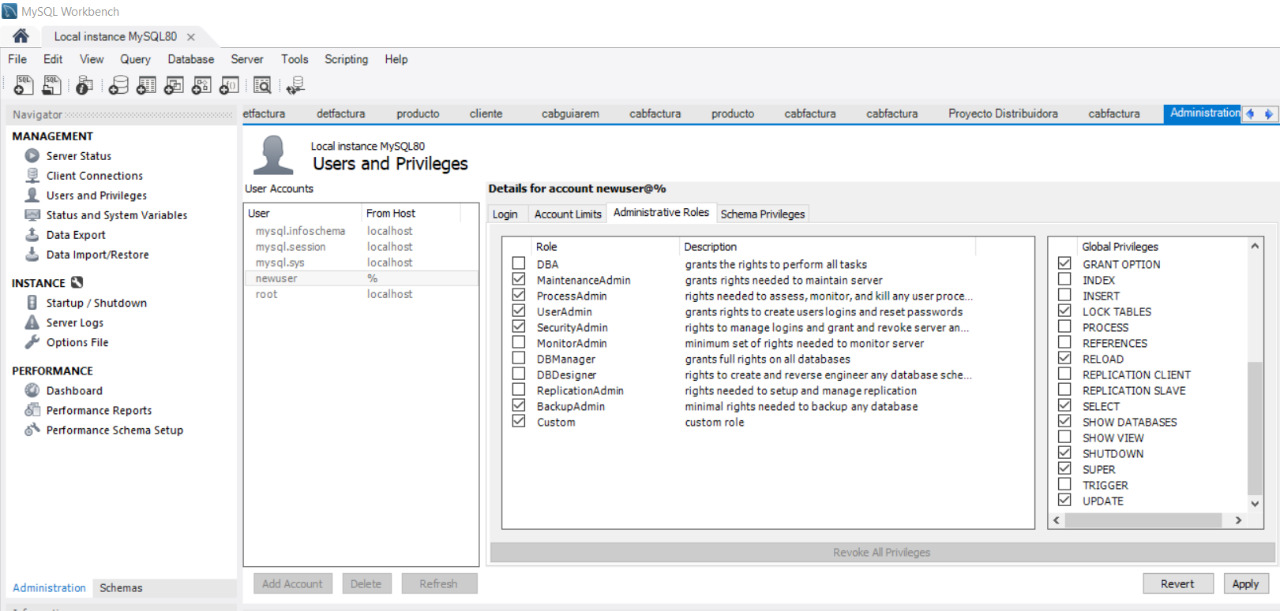 MySQL Workbench
Local instance MySQL80 ×
File Edit View Query Database Server Tools Scripting Help
Navigator
MANAGEMENT
Server Status
Client Connections
Users and Privileges
Status and System Variables
Data Export
Data Import/Restore
INSTANCE
Startup / Shutdown
Server Logs
Options File
PERFORMANCE
Dashboard
Performance Reports
Performance Schema Setup
Administration Schemas
etfactura detfactura producto cliente cabguiarem cabfactura producto cabfactura cabfactura Proyecto Distribuidora cabfactura Administration
Local instance MySQL80
Users and Privileges
User Accounts
User From Host
mysql.infoschema localhost
mysql.session localhost
mysql.sys localhost
newuser %
root localhost
Add Account Delete Refresh
Details for account newuser@%
Login Account Limits Administrative Roles Schema Privileges
Role Description
DBA grants the rights to perform all tasks
MaintenanceAdmin grants rights needed to maintain server
ProcessAdmin rights needed to assess, monitor, and kill any user proce...
UserAdmin grants rights to create users logins and reset passwords
SecurityAdmin rights to manage logins and grant and revoke server an...
MonitorAdmin minimum set of rights needed to monitor server
DBManager grants full rights on all databases
DBDesigner rights to create and reverse engineer any database sche...
ReplicationAdmin rights needed to setup and manage replication
BackupAdmin minimal rights needed to backup any database
Custom custom role
Global Privileges
GRANT OPTION
INDEX
INSERT
LOCK TABLES
PROCESS
REFERENCES
RELOAD
REPLICATION CLIENT
REPLICATION SLAVE
SELECT
SHOW DATABASES
SHOW VIEW
SHUTDOWN
SUPER
TRIGGER
UPDATE
Revoke All Privileges
Revert Apply